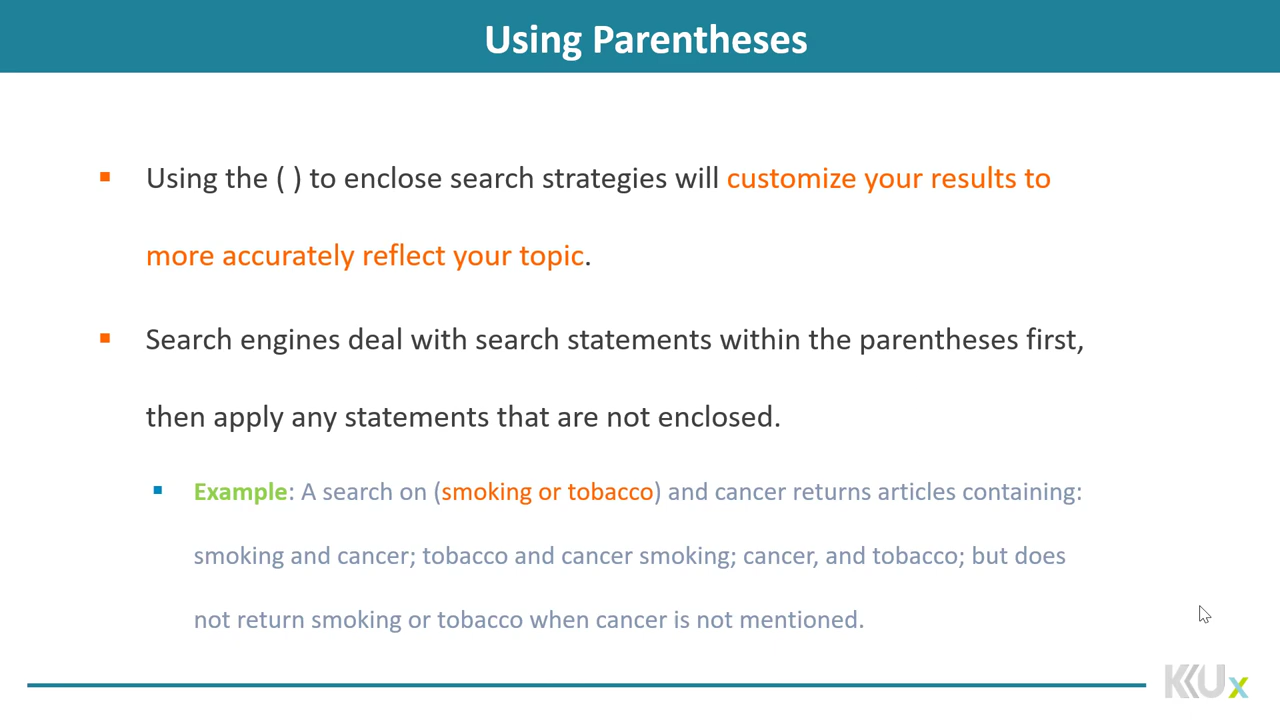 Using Parentheses
Using the ( ) to enclose search strategies will customize your results to
more accurately reflect your topic.
Search engines deal with search statements within the parentheses first,
then apply any statements that are not enclosed.
Example: A search on (smoking or tobacco) and cancer returns articles containing:
smoking and cancer; tobacco and cancer smoking; cancer, and tobacco; but does
not return smoking or tobacco when cancer is not mentioned.
KKUx